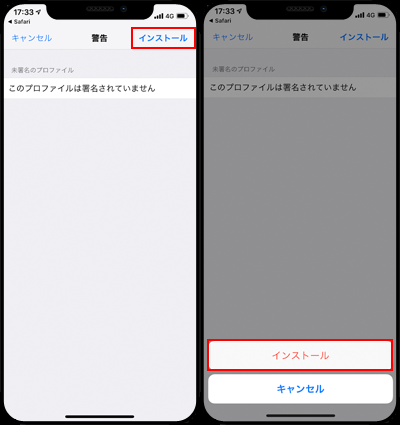 17:33
4G
Safari
キャンセル
警告
インストール
未署名のプロファイル
このプロファイルは署名されていません
17:33
4G
Safari
キャンセル
警告
インストール
未署名のプロファイル
このプロファイルは署名されていません
インストール
キャンセル